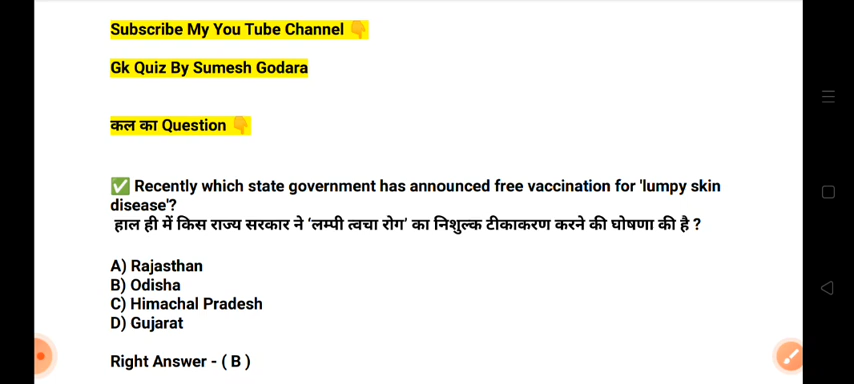 Subscribe My You Tube Channel 👇
Gk Quiz By Sumesh Godara
कल का Question 👇
✅ Recently which state government has announced free vaccination for 'lumpy skin
disease'?
हाल ही में किस राज्य सरकार ने ‘लम्पी त्वचा रोग’ का निशुल्क टीकाकरण करने की घोषणा की है ?
A) Rajasthan
B) Odisha
C) Himachal Pradesh
D) Gujarat
Right Answer - ( B )